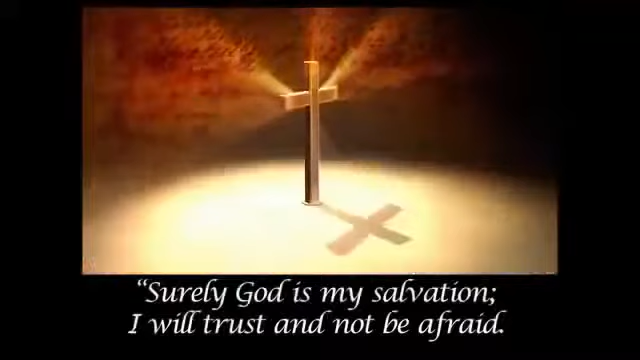 “Surely God is my salvation;
I will trust and not be afraid.